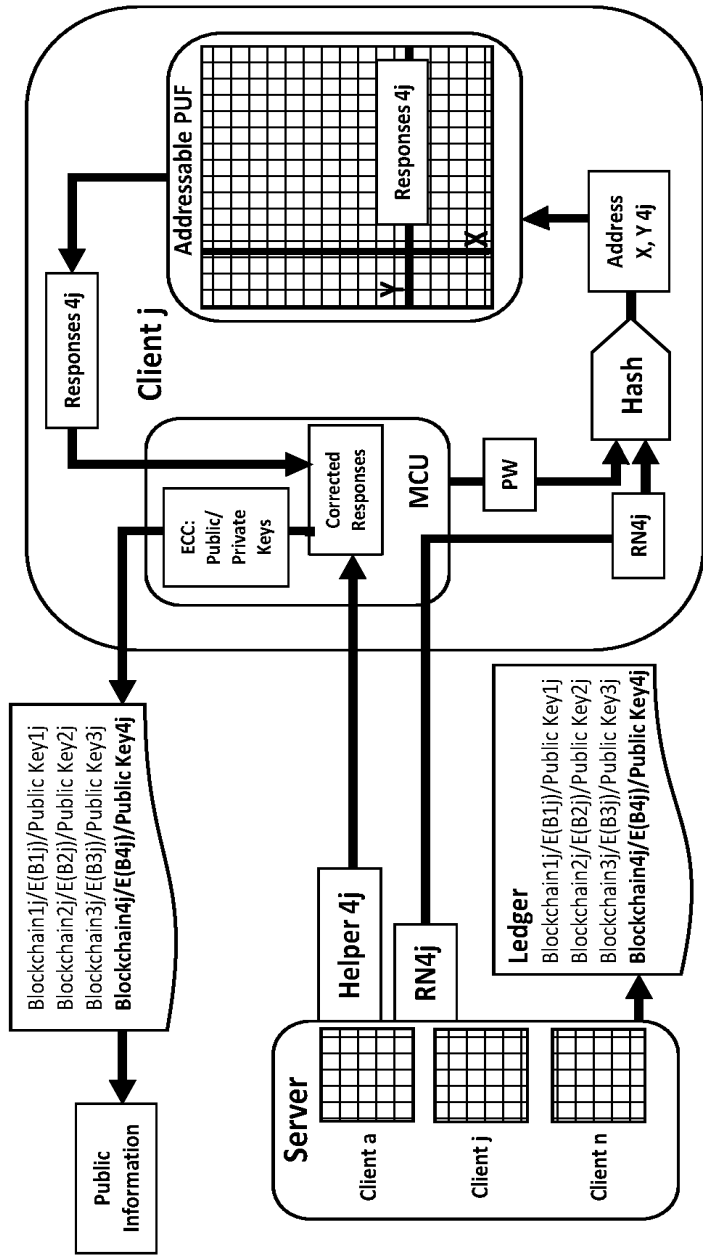 Public
Information
Blockchain1j/E(B1j))/Public Key1j
Blockchain2j/E(B2j))/Public Key2j
Blockchain3j/E(B3j))/Public Key3j
Blockchain4j/E(B4j))/Public Key4j
Server
Client a
Client j
Client n
Helper 4j
RN4j
Ledger
Blockchain1j/E(B1j))/Public Key1j
Blockchain2j/E(B2j))/Public Key2j
Blockchain3j/E(B3j))/Public Key3j
Blockchain4j/E(B4j))/Public Key4j
Client j
Responses 4j
ECC:
Public/
Private
Keys
Corrected
Responses
MCU
PW
RN4j
Hash
Address
X, Y 4j
Addressable PUF
Responses 4j
Y
X